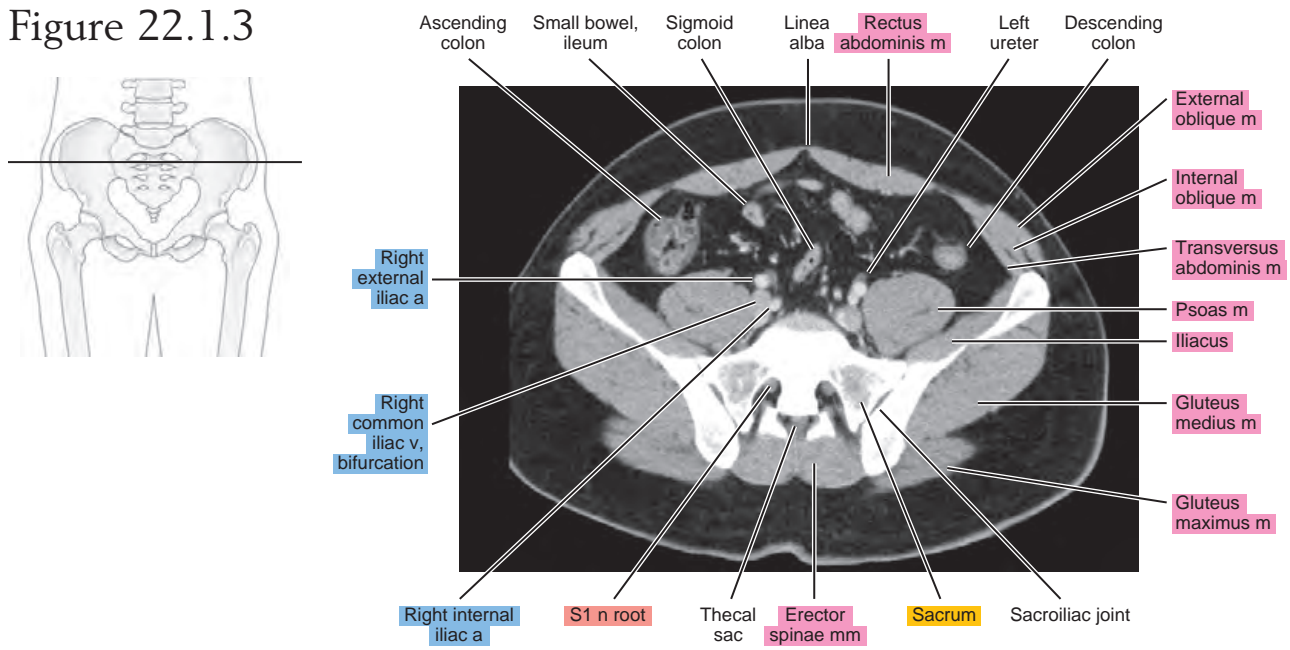 Figure 22.1.3
Ascending
colon
Small bowel,
ileum
Sigmoid
colon
Linea
alba
Rectus
abdominis m
Left
ureter
Descending
colon
External
oblique m
Internal
oblique m
Transversus
abdominis m
Psoas m
Iliacus
Gluteus
medius m
Gluteus
maximus m
Right
external
iliac a
Right
common
iliac v,
bifurcation
Right internal
iliac a
S1 n root
Thecal
sac
Erector
spinae mm
Sacrum
Sacroiliac joint